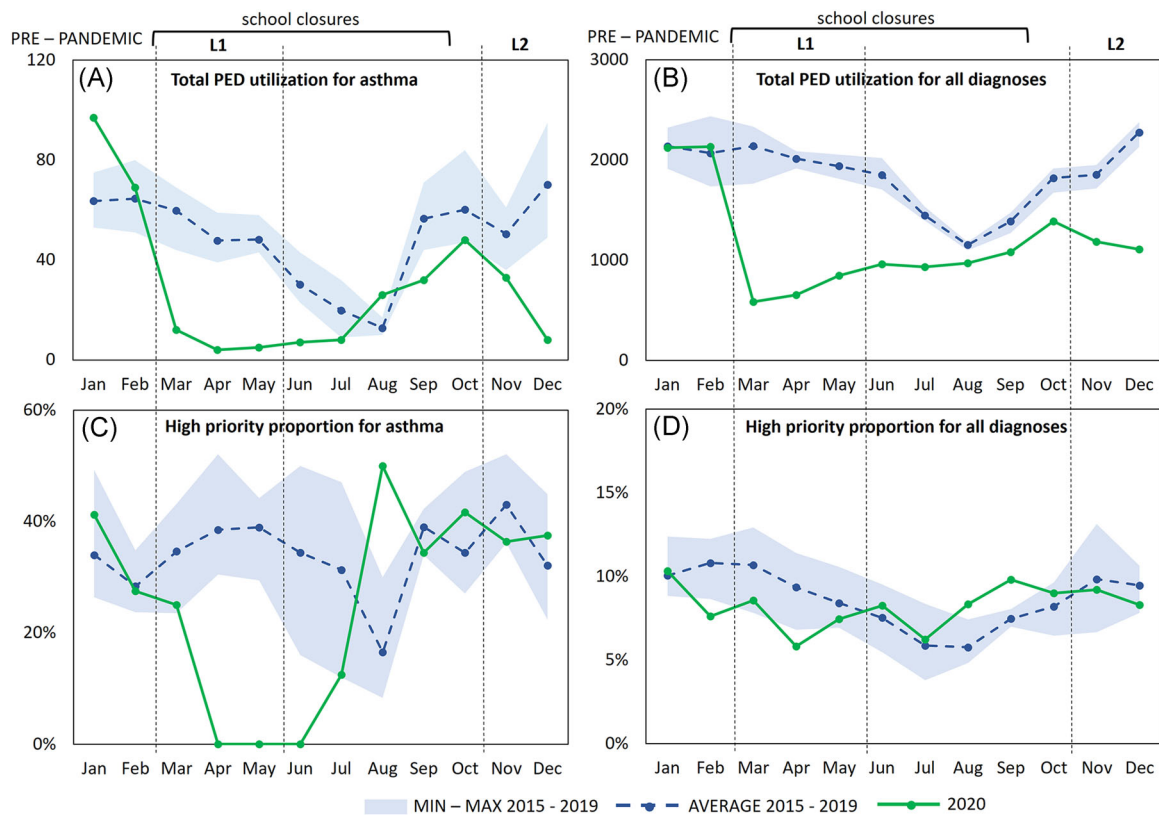 school closures
PRE – PANDEMIC L1 L2
(A) Total PED utilization for asthma
120
80
40
0
Jan Feb Mar Apr May Jun Jul Aug Sep Oct Nov Dec
school closures
PRE – PANDEMIC L1 L2
(B) Total PED utilization for all diagnoses
3000
2000
1000
0
Jan Feb Mar Apr May Jun Jul Aug Sep Oct Nov Dec
(C) High priority proportion for asthma
60%
40%
20%
0%
Jan Feb Mar Apr May Jun Jul Aug Sep Oct Nov Dec
(D) High priority proportion for all diagnoses
20%
15%
10%
5%
0%
Jan Feb Mar Apr May Jun Jul Aug Sep Oct Nov Dec
MIN – MAX 2015 - 2019 AVERAGE 2015 - 2019 2020